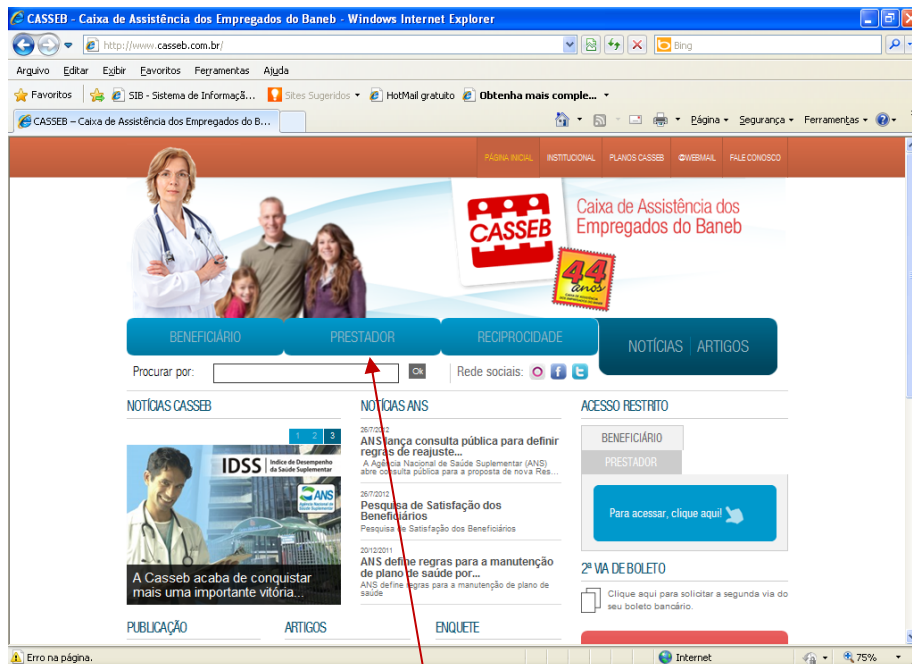 CASSEB - Caixa de Assistência dos Empregados do Baneb - Windows Internet Explorer
http://www.casseb.com.br/
Bing
Arquivo Editar Exibir Favoritos Ferramentas Ajuda
Favoritos SIB - Sistema de Informaçã... Sites Sugeridos HotMail gratuito Obtenha mais comple...
CASSEB – Caixa de Assistência dos Empregados do B... Página Segurança Ferramentas
PÁGINA INICIAL INSTITUCIONAL PLANOS CASSEB @WEBMAIL FALE CONOSCO
CASSEB
Caixa de Assistência dos
Empregados do Baneb
44
anos
BENEFICIÁRIO PRESTADOR RECIPROCIDADE NOTÍCIAS ARTIGOS
Procurar por: Ok Rede sociais:
NOTÍCIAS CASSEB
1 2 3
IDSS Índice de Desempenho
da Saúde Suplementar
ANS
Agência Nacional de
Saúde Suplementar
A Casseb acaba de conquistar
mais uma importante vitória...
NOTÍCIAS ANS
26/7/2012
ANS lança consulta pública para definir
regras de reajuste...
A Agência Nacional de Saúde Suplementar (ANS)
abre consulta pública para a proposta de nova Res...
26/7/2012
Pesquisa de Satisfação dos
Beneficiários
Pesquisa de Satisfação dos Beneficiários
20/12/2011
ANS define regras para a manutenção
de plano de saúde por...
ANS define regras para a manutenção de plano de
saúde
ACESSO RESTRITO
BENEFICIÁRIO
PRESTADOR
Para acessar, clique aqui!
2ª VIA DE BOLETO
Clique aqui para solicitar a segunda via do
seu boleto bancário.
PUBLICAÇÃO ARTIGOS ENQUETE
Erro na página. Internet 75%